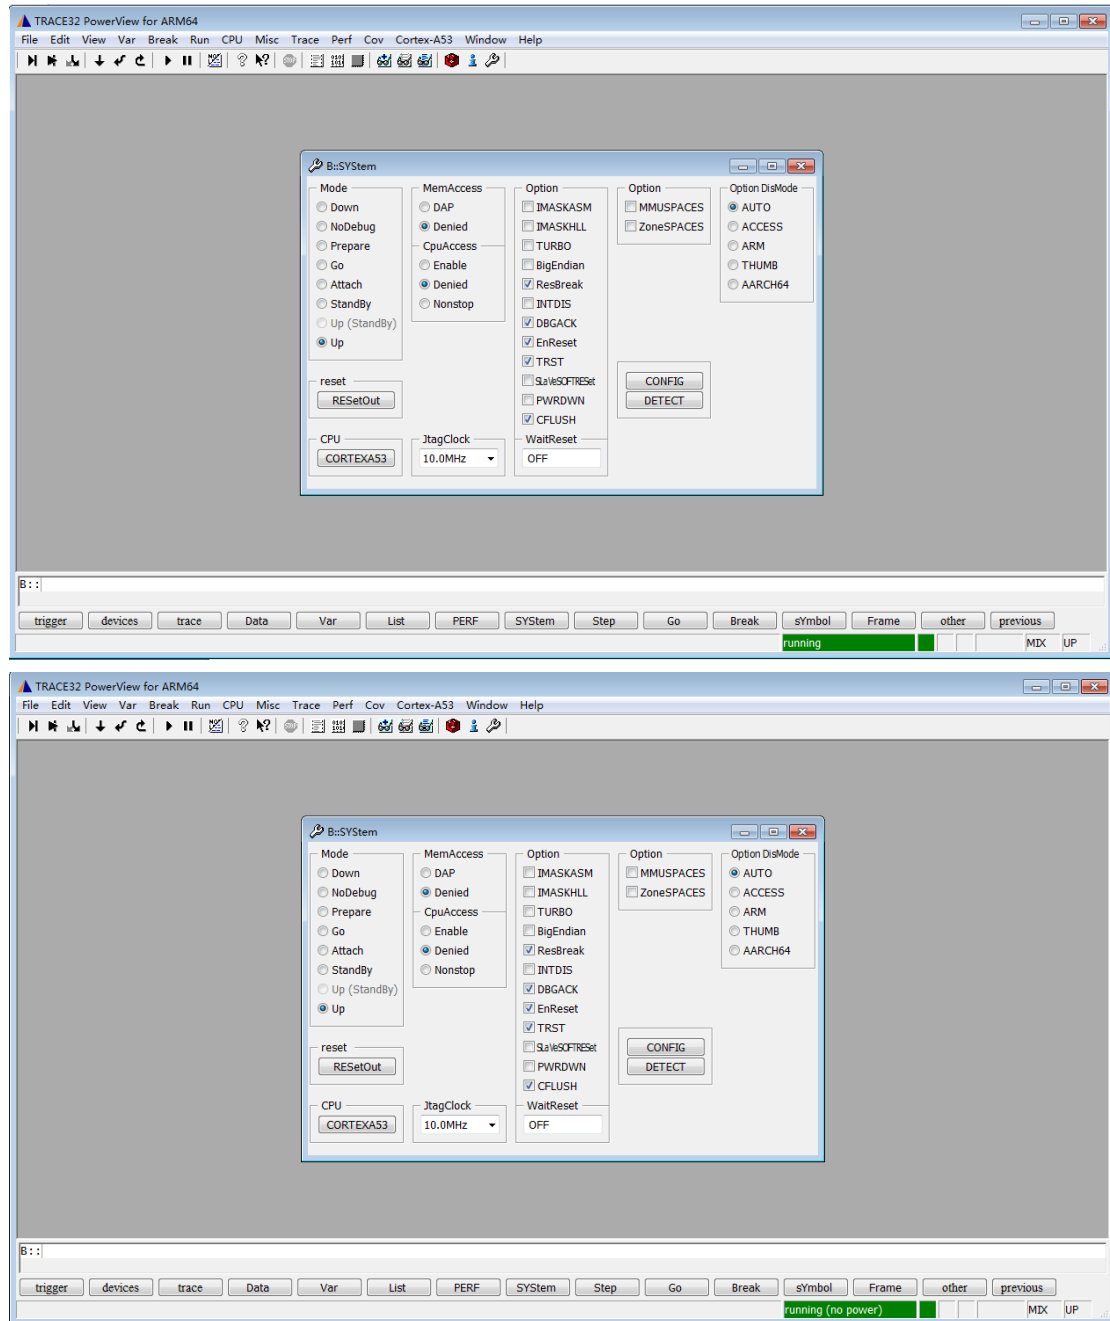 TRACE32 PowerView for ARM64
File Edit View Var Break Run CPU Misc Trace Perf Cov Cortex-A53 Window Help
B::SYStem
Mode MemAccess Option Option Option DisMode
Down DAP IMASKASM MMUSPACES AUTO
NoDebug Denied IMASKHLL ZoneSPACES ACCESS
Prepare CpuAccess TURBO ARM
Go Enable BigEndian THUMB
Attach Denied ResBreak AARCH64
StandBy Nonstop INTDIS
Up (StandBy) DBGACK
Up EnReset
TRST
reset SLaVeSOFTRESet CONFIG
RESetOut PWRDWN DETECT
CFLUSH
CPU JtagClock WaitReset
CORTEXA53 10.0MHz OFF
B::
trigger devices trace Data Var List PERF SYStem Step Go Break sYmbol Frame other previous
running MIX UP
TRACE32 PowerView for ARM64
File Edit View Var Break Run CPU Misc Trace Perf Cov Cortex-A53 Window Help
B::SYStem
Mode MemAccess Option Option Option DisMode
Down DAP IMASKASM MMUSPACES AUTO
NoDebug Denied IMASKHLL ZoneSPACES ACCESS
Prepare CpuAccess TURBO ARM
Go Enable BigEndian THUMB
Attach Denied ResBreak AARCH64
StandBy Nonstop INTDIS
Up (StandBy) DBGACK
Up EnReset
TRST
reset SLaVeSOFTRESet CONFIG
RESetOut PWRDWN DETECT
CFLUSH
CPU JtagClock WaitReset
CORTEXA53 10.0MHz OFF
B::
trigger devices trace Data Var List PERF SYStem Step Go Break sYmbol Frame other previous
running (no power) MIX UP